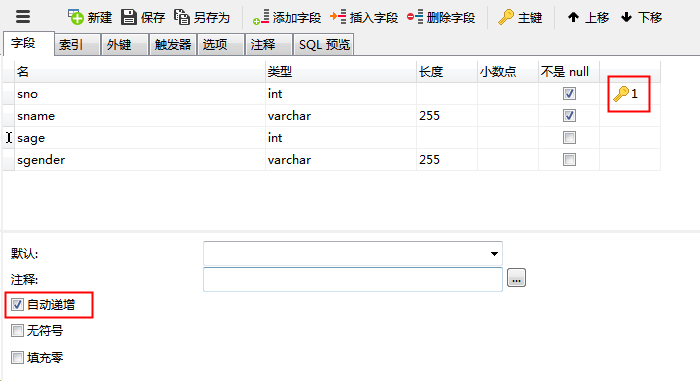 新建 保存 另存为 添加字段 插入字段 删除字段 主键 上移 下移
字段 索引 外键 触发器 选项 注释 SQL 预览
名 类型 长度 小数点 不是 null
sno int 1
sname varchar 255
sage int
sgender varchar 255
默认:
注释: ...
自动递增
无符号
填充零